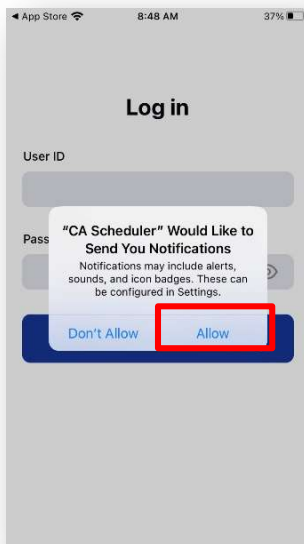 ◀ App Store 8:48 AM 37%
Log in
User ID
Pass
“CA Scheduler” Would Like to
Send You Notifications
Notifications may include alerts,
sounds, and icon badges. These can
be configured in Settings.
Don’t Allow Allow